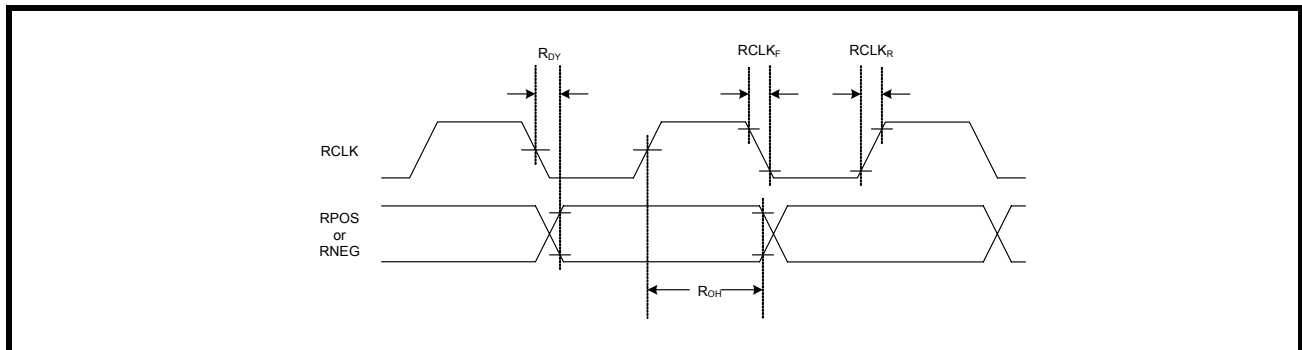 RDY
RCLKF
RCLKR
RCLK
RPOS
or
RNEG
ROH